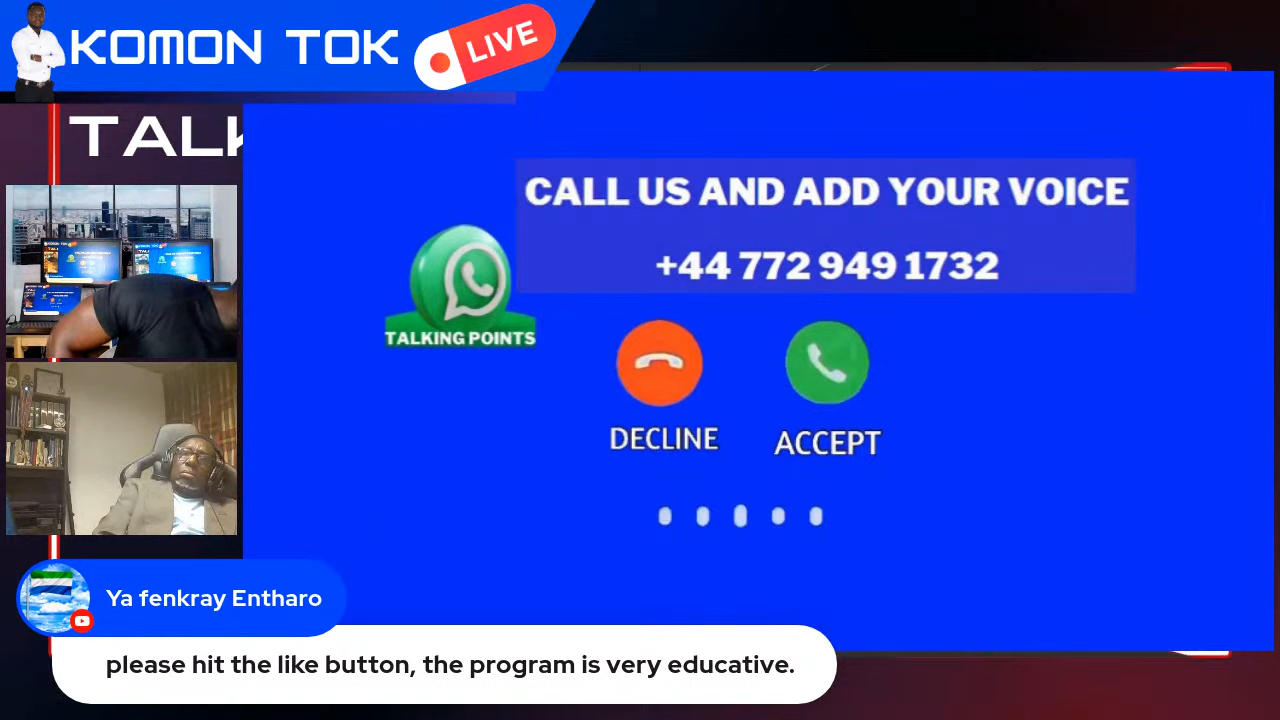 KOMON TOK
LIVE
TALK
CALL US AND ADD YOUR VOICE
+44 772 949 1732
TALKING POINTS
DECLINE
ACCEPT
Ya fenkray Entharo
please hit the like button, the program is very educative.